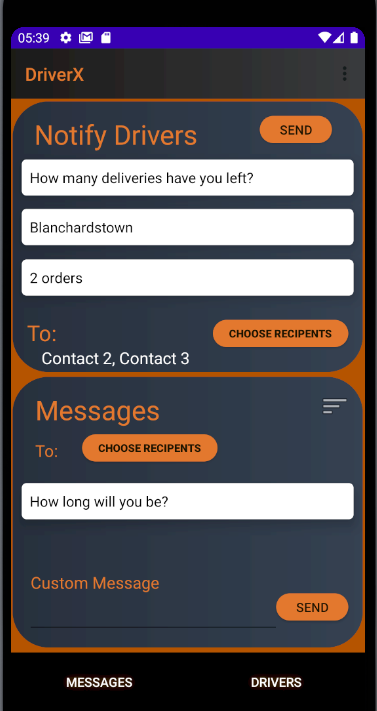 05:39
DriverX
Notify Drivers
SEND
How many deliveries have you left?
Blanchardstown
2 orders
To:
CHOOSE RECIPENTS
Contact 2, Contact 3
Messages
To:
CHOOSE RECIPENTS
How long will you be?
Custom Message
SEND
MESSAGES
DRIVERS